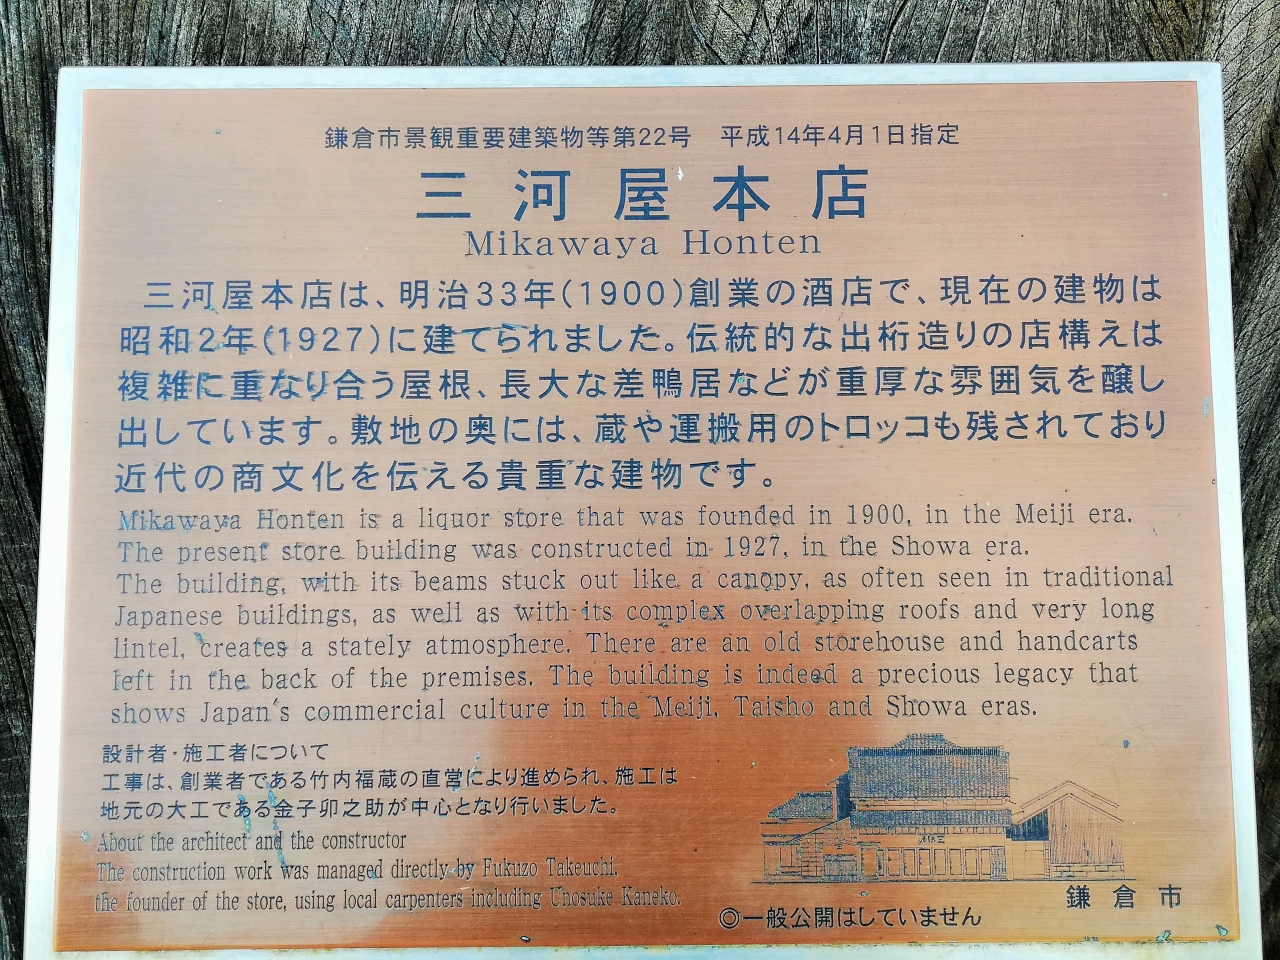 鎌倉市景観重要建築物等第22号　平成14年4月1日指定
三河屋本店
Mikawaya Honten
三河屋本店は、明治33年(1900)創業の酒店で、現在の建物は
昭和2年(1927)に建てられました。伝統的な出桁造りの店構えは
複雑に重なり合う屋根、長大な差鴨居などが重厚な雰囲気を醸し
出しています。敷地の奥には、蔵や運搬用のトロッコも残されており
近代の商文化を伝える貴重な建物です。
Mikawaya Honten is a liquor store that was founded in 1900, in the Meiji era.
The present store building was constructed in 1927, in the Showa era.
The building, with its beams stuck out like a canopy, as often seen in traditional
Japanese buildings, as well as with its complex overlapping roofs and very long
lintel, creates a stately atmosphere. There are an old storehouse and handcarts
left in the back of the premises. The building is indeed a precious legacy that
shows Japan's commercial culture in the Meiji, Taisho and Showa eras.
設計者・施工者について
工事は、創業者である竹内福蔵の直営により進められ、施工は
地元の大工である金子卯之助が中心となり行いました。
About the architect and the constructor
The construction work was managed directly by Fukuzo Takeuchi,
the founder of the store, using local carpenters including Unosuke Kaneko.
鎌倉市
◎一般公開はしていません